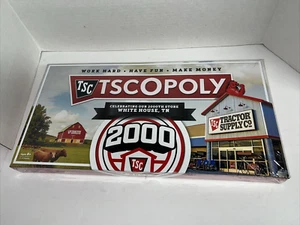 WORK HARD • HAVE FUN • MAKE MONEY
TSC TSCOPOLY
CELEBRATING OUR 2000TH STORE
WHITE HOUSE, TN
2000
TSC
TSC TRACTOR
SUPPLY CO